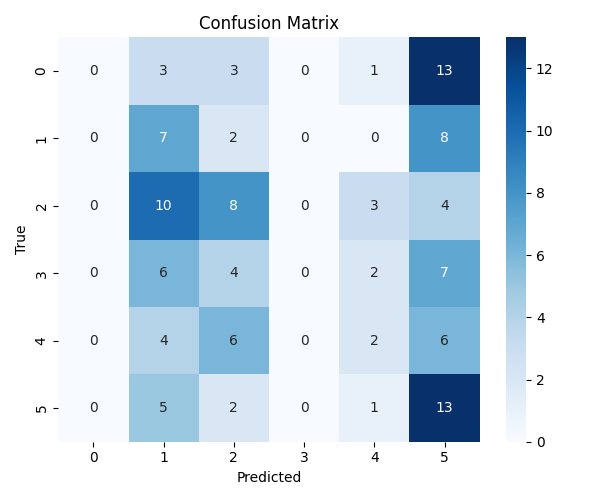 Confusion Matrix
0 0 3 3 0 1 13
1 0 7 2 0 0 8
2 0 10 8 0 3 4
3 0 6 4 0 2 7
4 0 4 6 0 2 6
5 0 5 2 0 1 13
0 1 2 3 4 5
Predicted
True
12
10
8
6
4
2
0